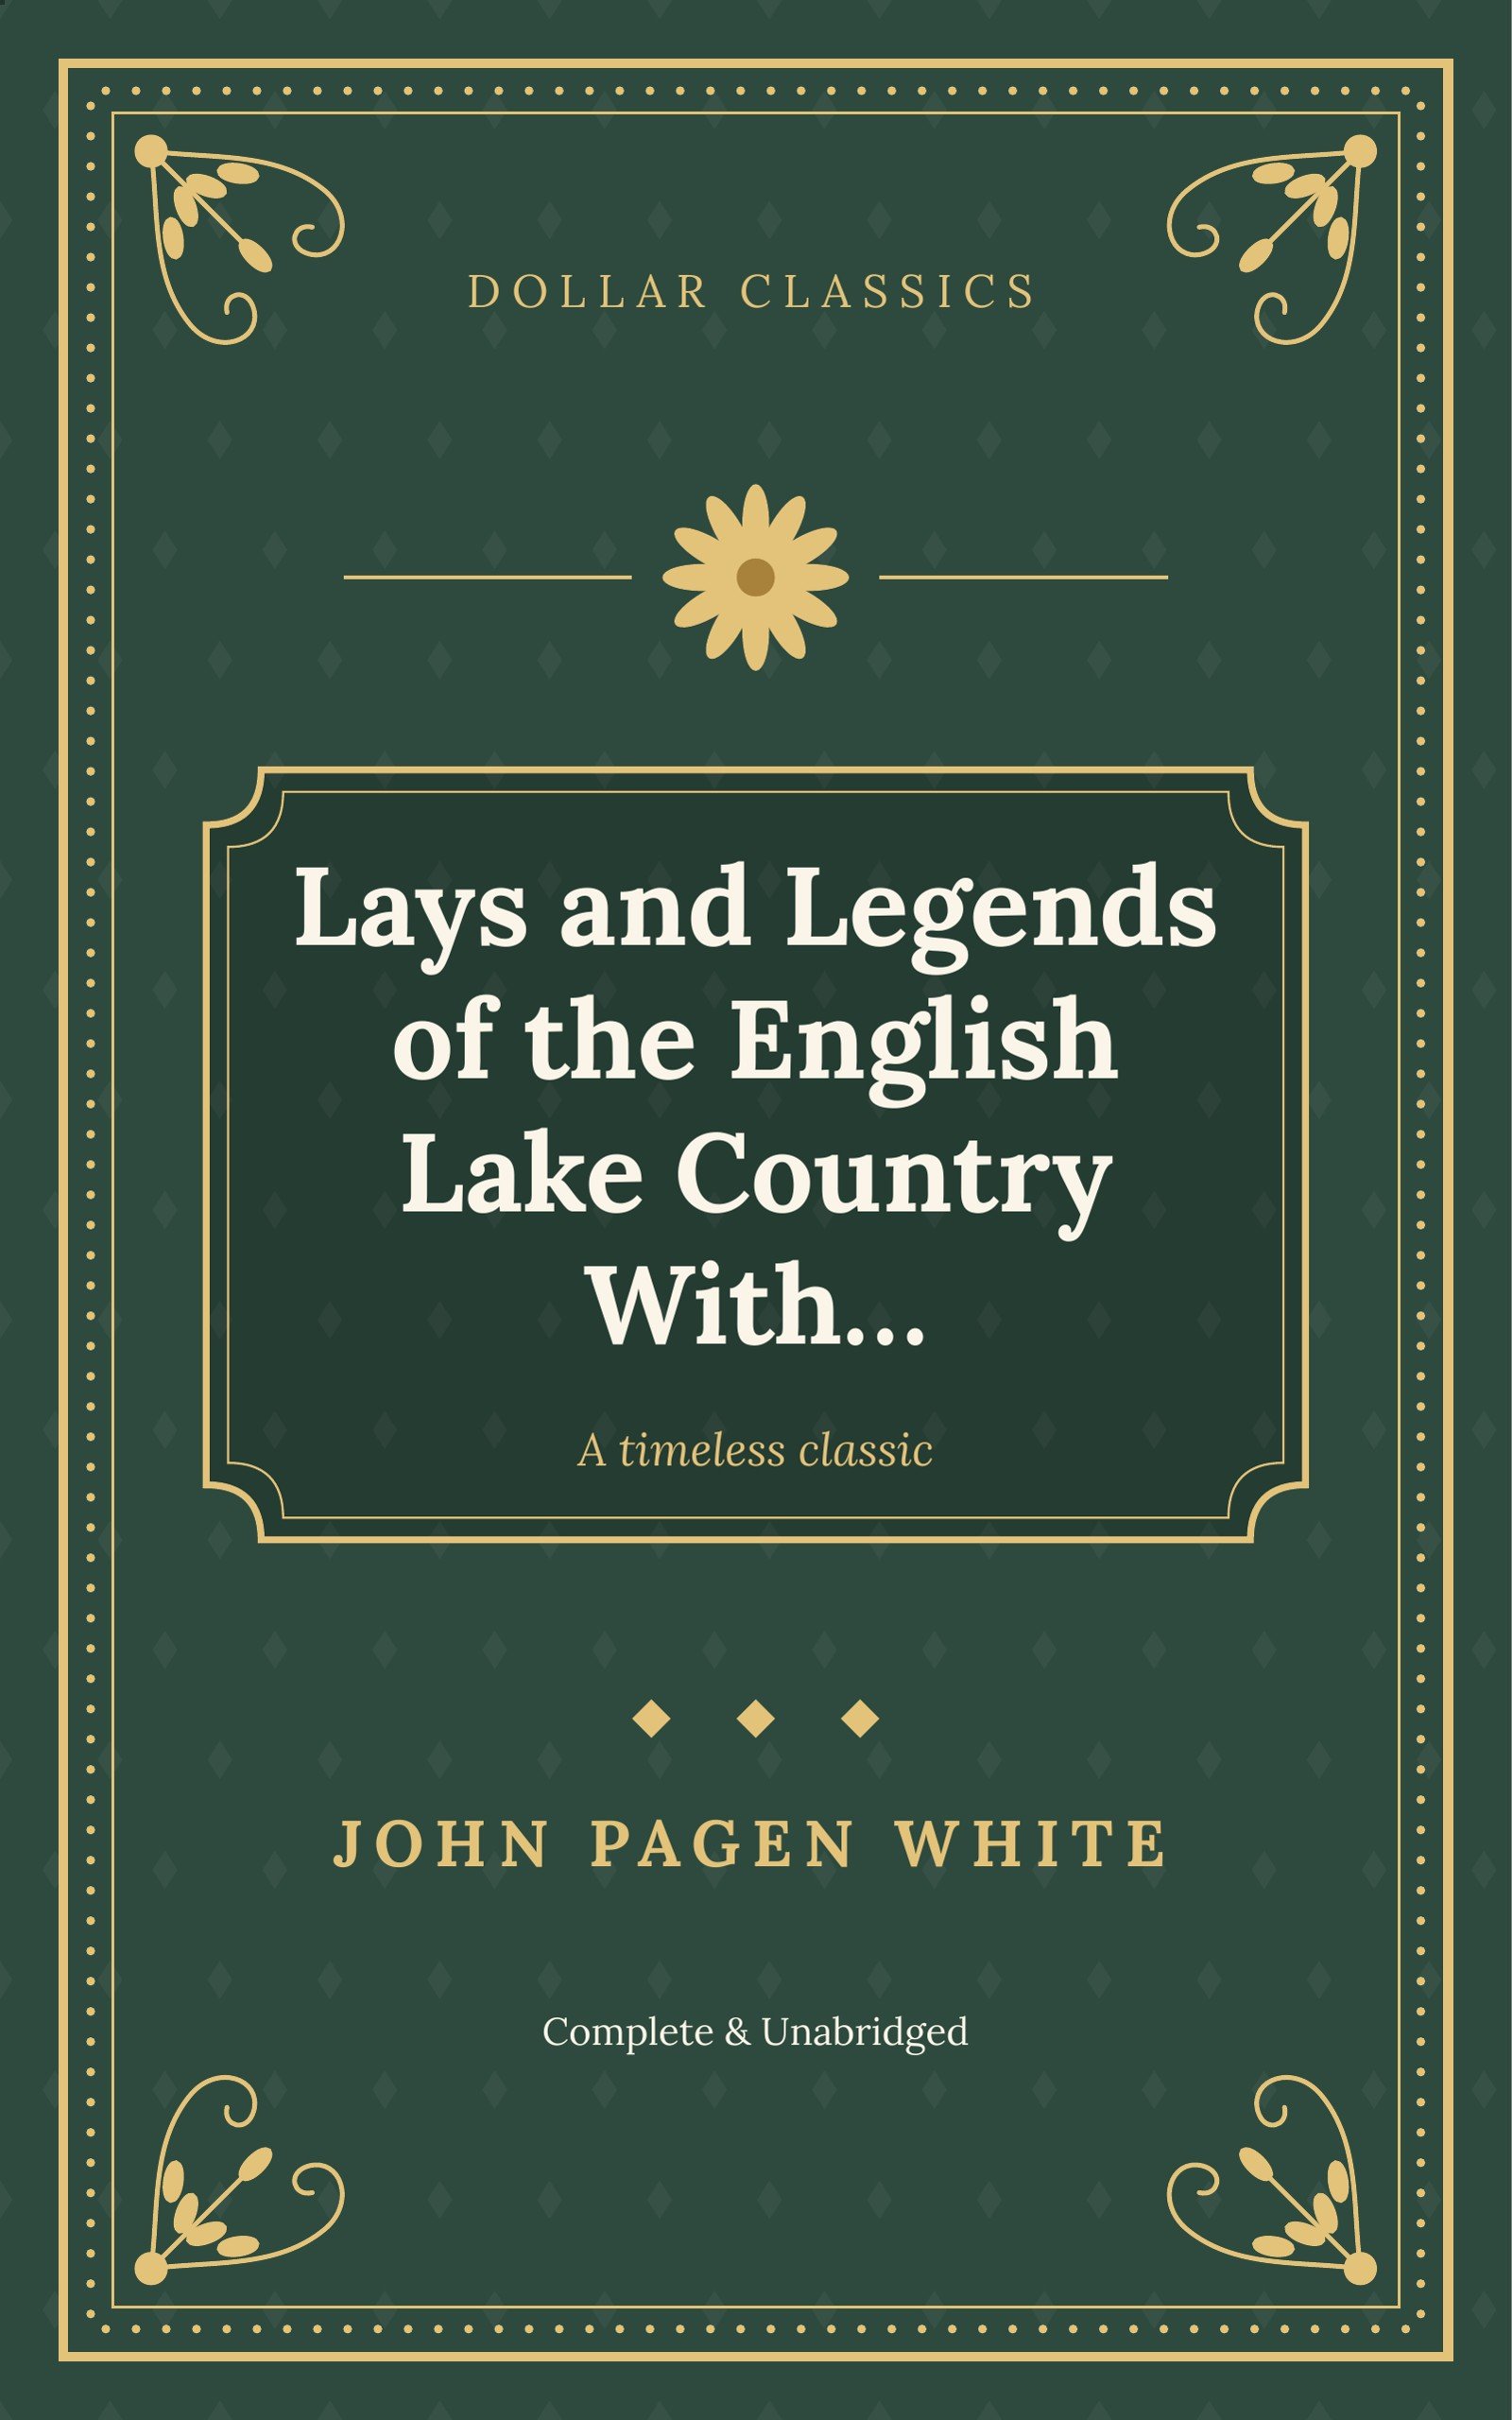 DOLLAR CLASSICS
Lays and Legends
of the English
Lake Country
With...
A timeless classic
JOHN PAGEN WHITE
Complete & Unabridged